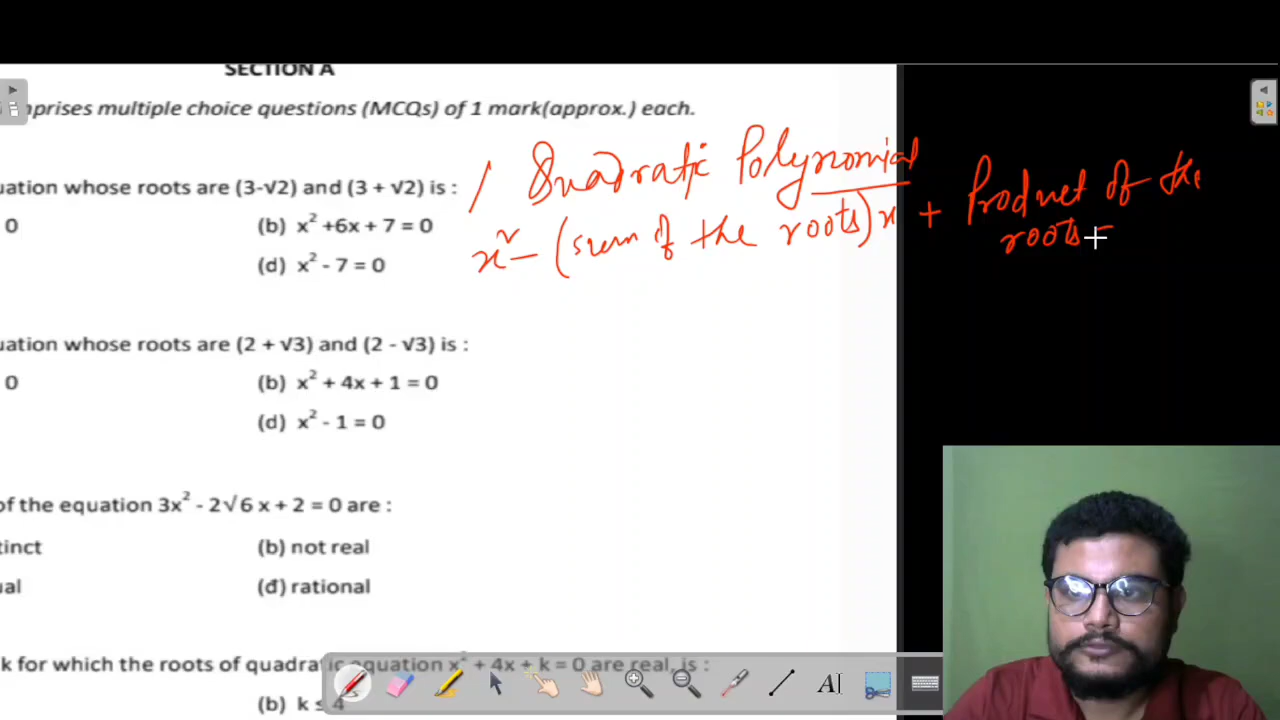 SECTION A
mprises multiple choice questions (MCQs) of 1 mark(approx.) each.
/ Quadratic Polynomial
uation whose roots are (3-√2) and (3 + √2) is :
0 (b) x² +6x + 7 = 0
x² - (sum of the roots)x + Product of the
roots -
(d) x² - 7 = 0
uation whose roots are (2 + √3) and (2 - √3) is :
0 (b) x² + 4x + 1 = 0
(d) x² - 1 = 0
of the equation 3x² - 2√6 x + 2 = 0 are :
tinct (b) not real
ual (d) rational
k for which the roots of quadratic equation x² + 4x + k = 0 are real, is :
(b) k ≤ 4
AI